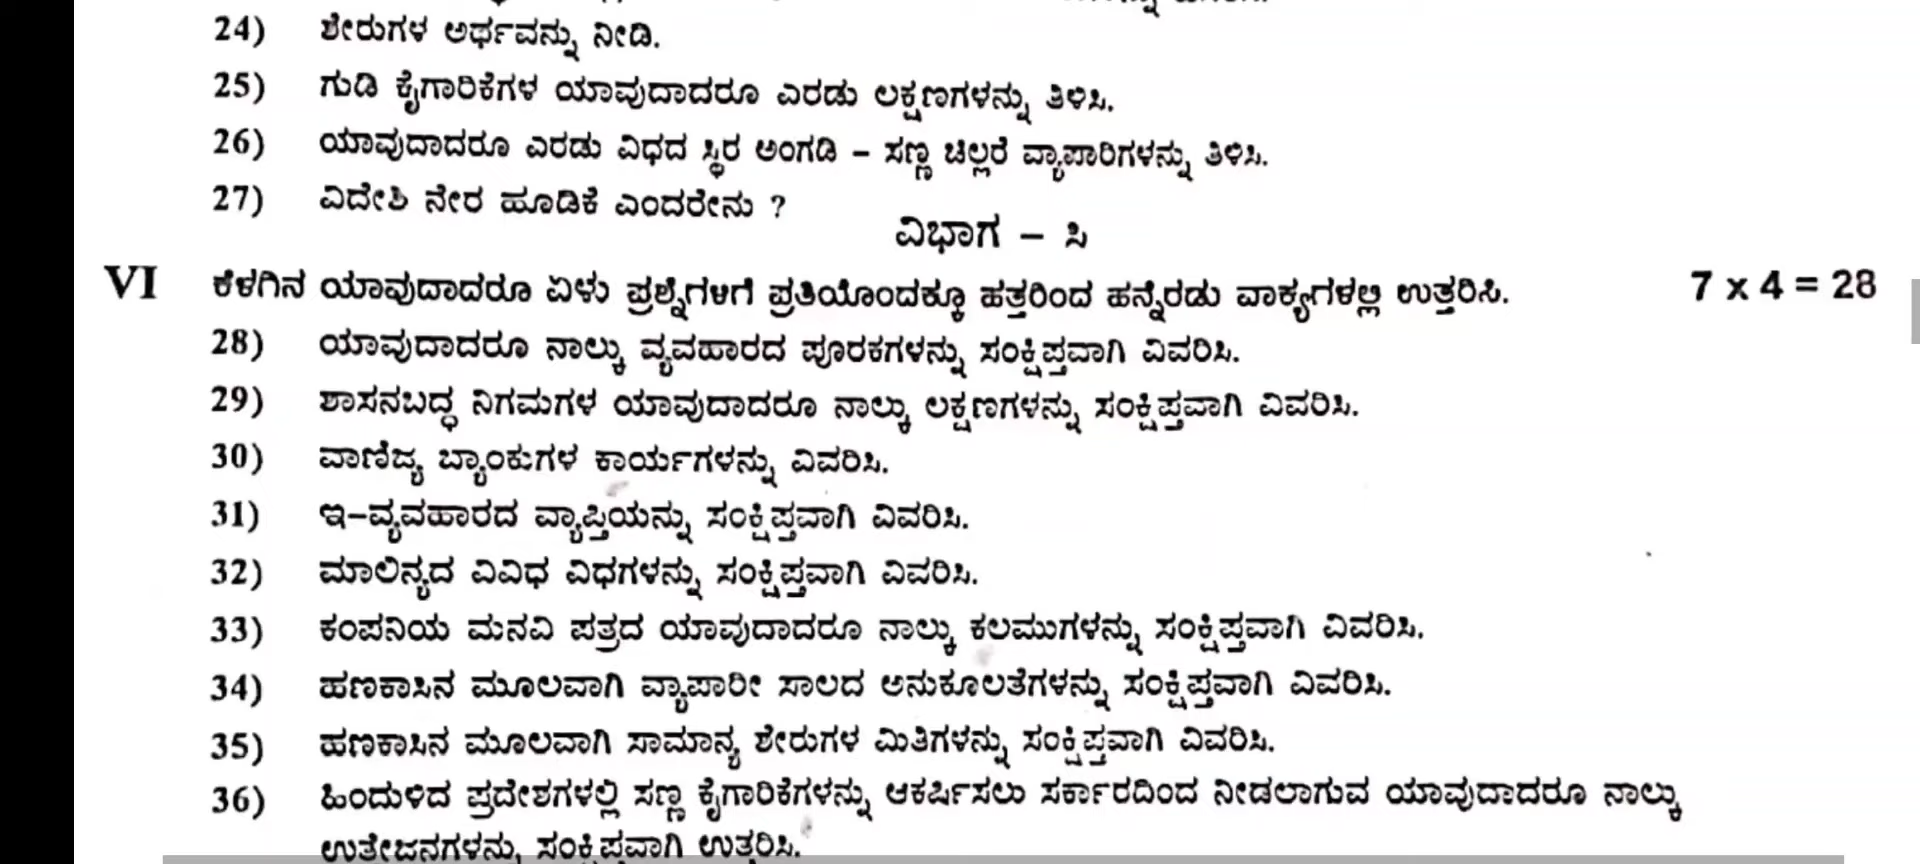 24) ಶೇರುಗಳ ಅರ್ಥವನ್ನು ನೀಡಿ.
25) ಗುಡಿ ಕೈಗಾರಿಕೆಗಳ ಯಾವುದಾದರೂ ಎರಡು ಲಕ್ಷಣಗಳನ್ನು ತಿಳಿಸಿ.
26) ಯಾವುದಾದರೂ ಎರಡು ವಿಧದ ಸ್ಥಿರ ಅಂಗಡಿ – ಸಣ್ಣ ಚಿಲ್ಲರೆ ವ್ಯಾಪಾರಿಗಳನ್ನು ತಿಳಿಸಿ.
27) ವಿದೇಶಿ ನೇರ ಹೂಡಿಕೆ ಎಂದರೇನು ?
ವಿಭಾಗ – ಸಿ
VI ಕೆಳಗಿನ ಯಾವುದಾದರೂ ಏಳು ಪ್ರಶ್ನೆಗಳಿಗೆ ಪ್ರತಿಯೊಂದಕ್ಕೂ ಹತ್ತರಿಂದ ಹನ್ನೆರಡು ವಾಕ್ಯಗಳಲ್ಲಿ ಉತ್ತರಿಸಿ. 7 x 4 = 28
28) ಯಾವುದಾದರೂ ನಾಲ್ಕು ವ್ಯವಹಾರದ ಪೂರಕಗಳನ್ನು ಸಂಕ್ಷಿಪ್ತವಾಗಿ ವಿವರಿಸಿ.
29) ಶಾಸನಬದ್ಧ ನಿಗಮಗಳ ಯಾವುದಾದರೂ ನಾಲ್ಕು ಲಕ್ಷಣಗಳನ್ನು ಸಂಕ್ಷಿಪ್ತವಾಗಿ ವಿವರಿಸಿ.
30) ವಾಣಿಜ್ಯ ಬ್ಯಾಂಕುಗಳ ಕಾರ್ಯಗಳನ್ನು ವಿವರಿಸಿ.
31) ಇ–ವ್ಯವಹಾರದ ವ್ಯಾಪ್ತಿಯನ್ನು ಸಂಕ್ಷಿಪ್ತವಾಗಿ ವಿವರಿಸಿ.
32) ಮಾಲಿನ್ಯದ ವಿವಿಧ ವಿಧಗಳನ್ನು ಸಂಕ್ಷಿಪ್ತವಾಗಿ ವಿವರಿಸಿ.
33) ಕಂಪನಿಯ ಮನವಿ ಪತ್ರದ ಯಾವುದಾದರೂ ನಾಲ್ಕು ಕಲಮುಗಳನ್ನು ಸಂಕ್ಷಿಪ್ತವಾಗಿ ವಿವರಿಸಿ.
34) ಹಣಕಾಸಿನ ಮೂಲವಾಗಿ ವ್ಯಾಪಾರೀ ಸಾಲದ ಅನುಕೂಲತೆಗಳನ್ನು ಸಂಕ್ಷಿಪ್ತವಾಗಿ ವಿವರಿಸಿ.
35) ಹಣಕಾಸಿನ ಮೂಲವಾಗಿ ಸಾಮಾನ್ಯ ಶೇರುಗಳ ಮಿತಿಗಳನ್ನು ಸಂಕ್ಷಿಪ್ತವಾಗಿ ವಿವರಿಸಿ.
36) ಹಿಂದುಳಿದ ಪ್ರದೇಶಗಳಲ್ಲಿ ಸಣ್ಣ ಕೈಗಾರಿಕೆಗಳನ್ನು ಆಕರ್ಷಿಸಲು ಸರ್ಕಾರದಿಂದ ನೀಡಲಾಗುವ ಯಾವುದಾದರೂ ನಾಲ್ಕು
ಉತ್ತೇಜನಗಳನ್ನು ಸಂಕ್ಷಿಪ್ತವಾಗಿ ಉತ್ತರಿಸಿ.